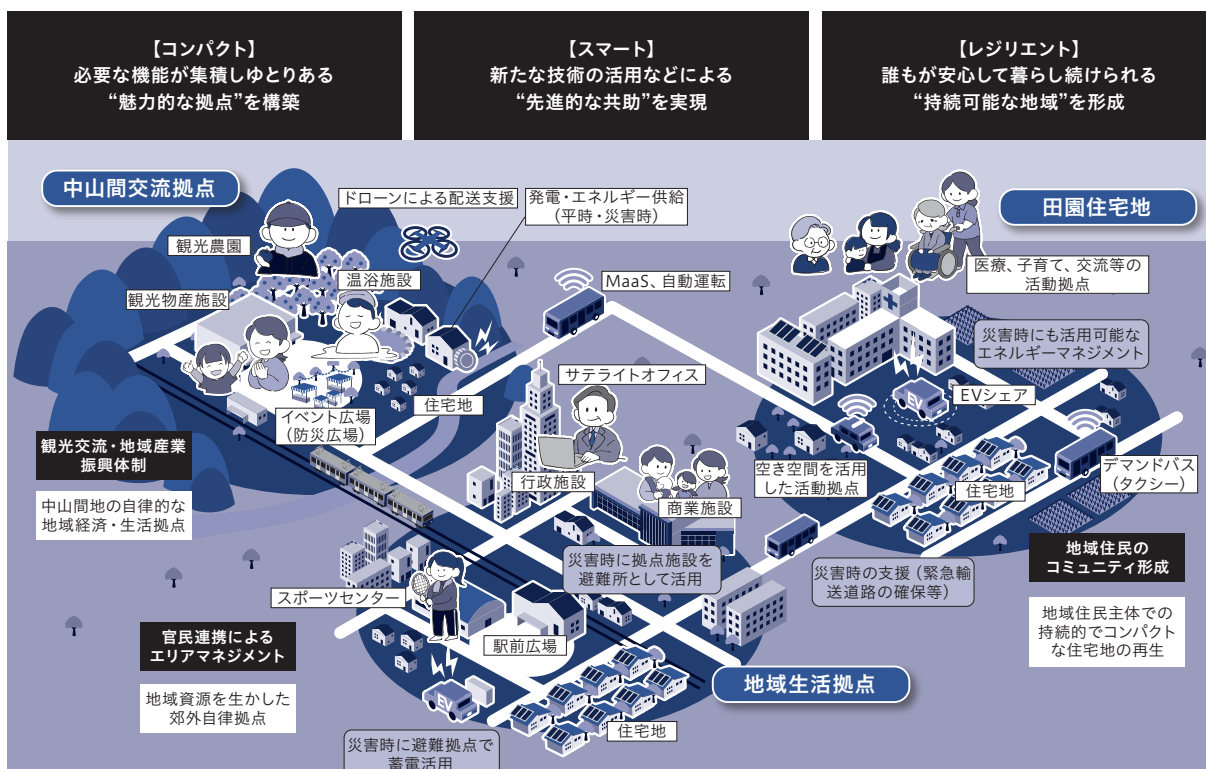 【コンパクト】
必要な機能が集積しゆとりある
“魅力的な拠点”を構築
【スマート】
新たな技術の活用などによる
“先進的な共助”を実現
【レジリエント】
誰もが安心して暮らし続けられる
“持続可能な地域”を形成
中山間交流拠点
ドローンによる配送支援
発電・エネルギー供給
（平時・災害時）
田園住宅地
観光農園
温浴施設
観光物産施設
MaaS、自動運転
医療、子育て、交流等の
活動拠点
災害時にも活用可能な
エネルギーマネジメント
EV
EVシェア
サテライトオフィス
住宅地
イベント広場
（防災広場）
観光交流・地域産業
振興体制
中山間地の自律的な
地域経済・生活拠点
行政施設
商業施設
空き空間を活用
した活動拠点
住宅地
デマンドバス
（タクシー）
災害時に拠点施設を
避難所として活用
災害時の支援（緊急輸
送道路の確保等）
地域住民の
コミュニティ形成
地域住民主体での
持続的でコンパクト
な住宅地の再生
スポーツセンター
駅前広場
官民連携による
エリアマネジメント
地域資源を生かした
郊外自律拠点
地域生活拠点
EV
住宅地
災害時に避難拠点で
蓄電活用